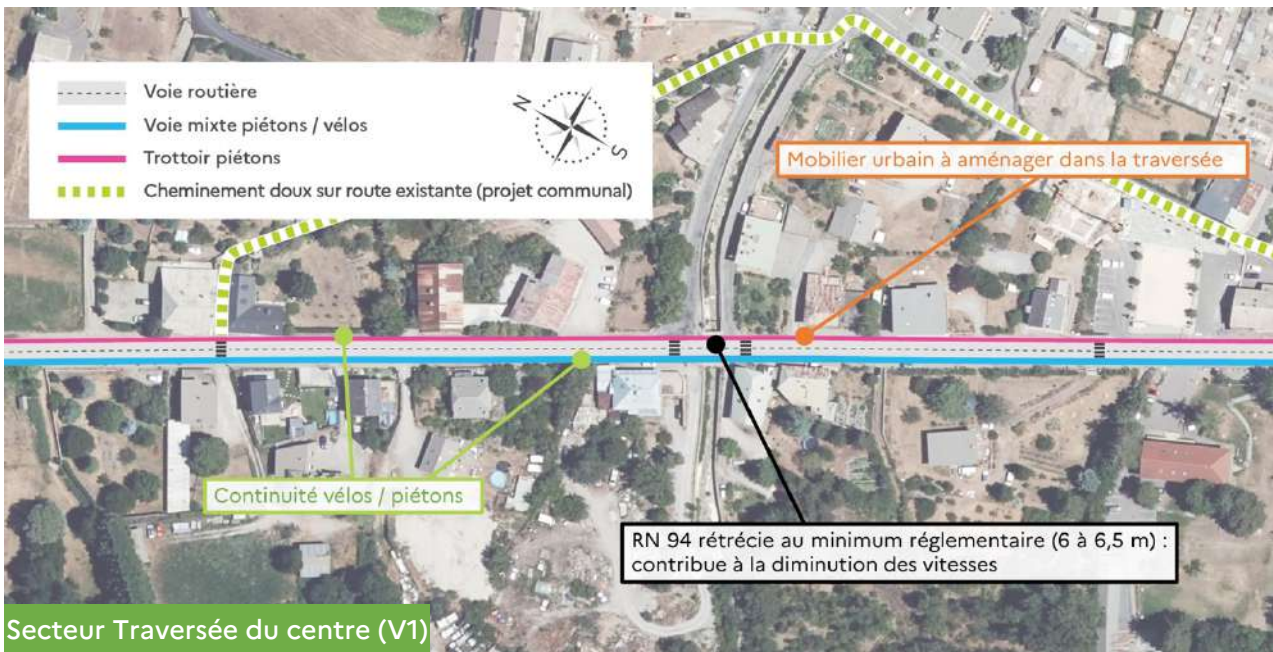 Voie routière
Voie mixte piétons / vélos
Trottoir piétons
Cheminement doux sur route existante (projet communal)
N
S
Mobilier urbain à aménager dans la traversée
Continuité vélos / piétons
RN 94 rétrécie au minimum réglementaire (6 à 6,5 m) :
contribue à la diminution des vitesses
Secteur Traversée du centre (V1)